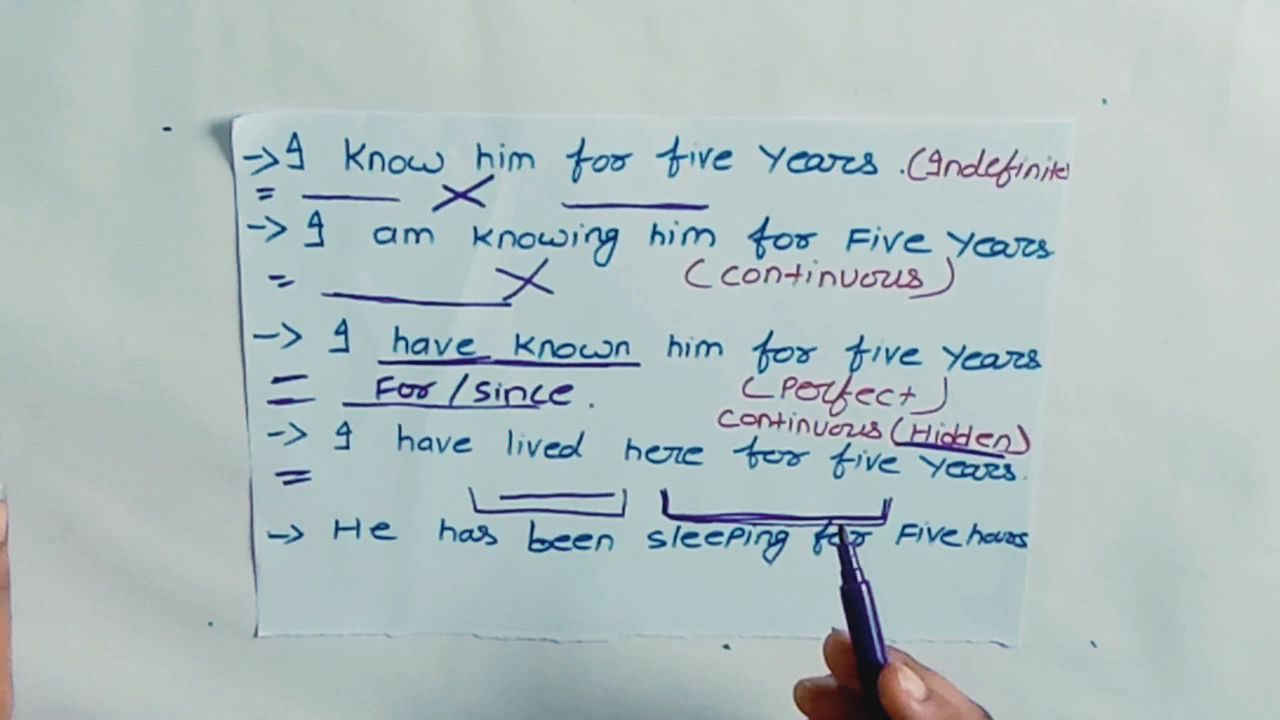 → I know him for five years. (Indefinite
=
→ I am knowing him for Five years
= (continuous)
→ I have known him for five years
= For/since. (Perfect)
continuous (Hidden)
→ I have lived here for five years.
=
→ He has been sleeping for Five hours